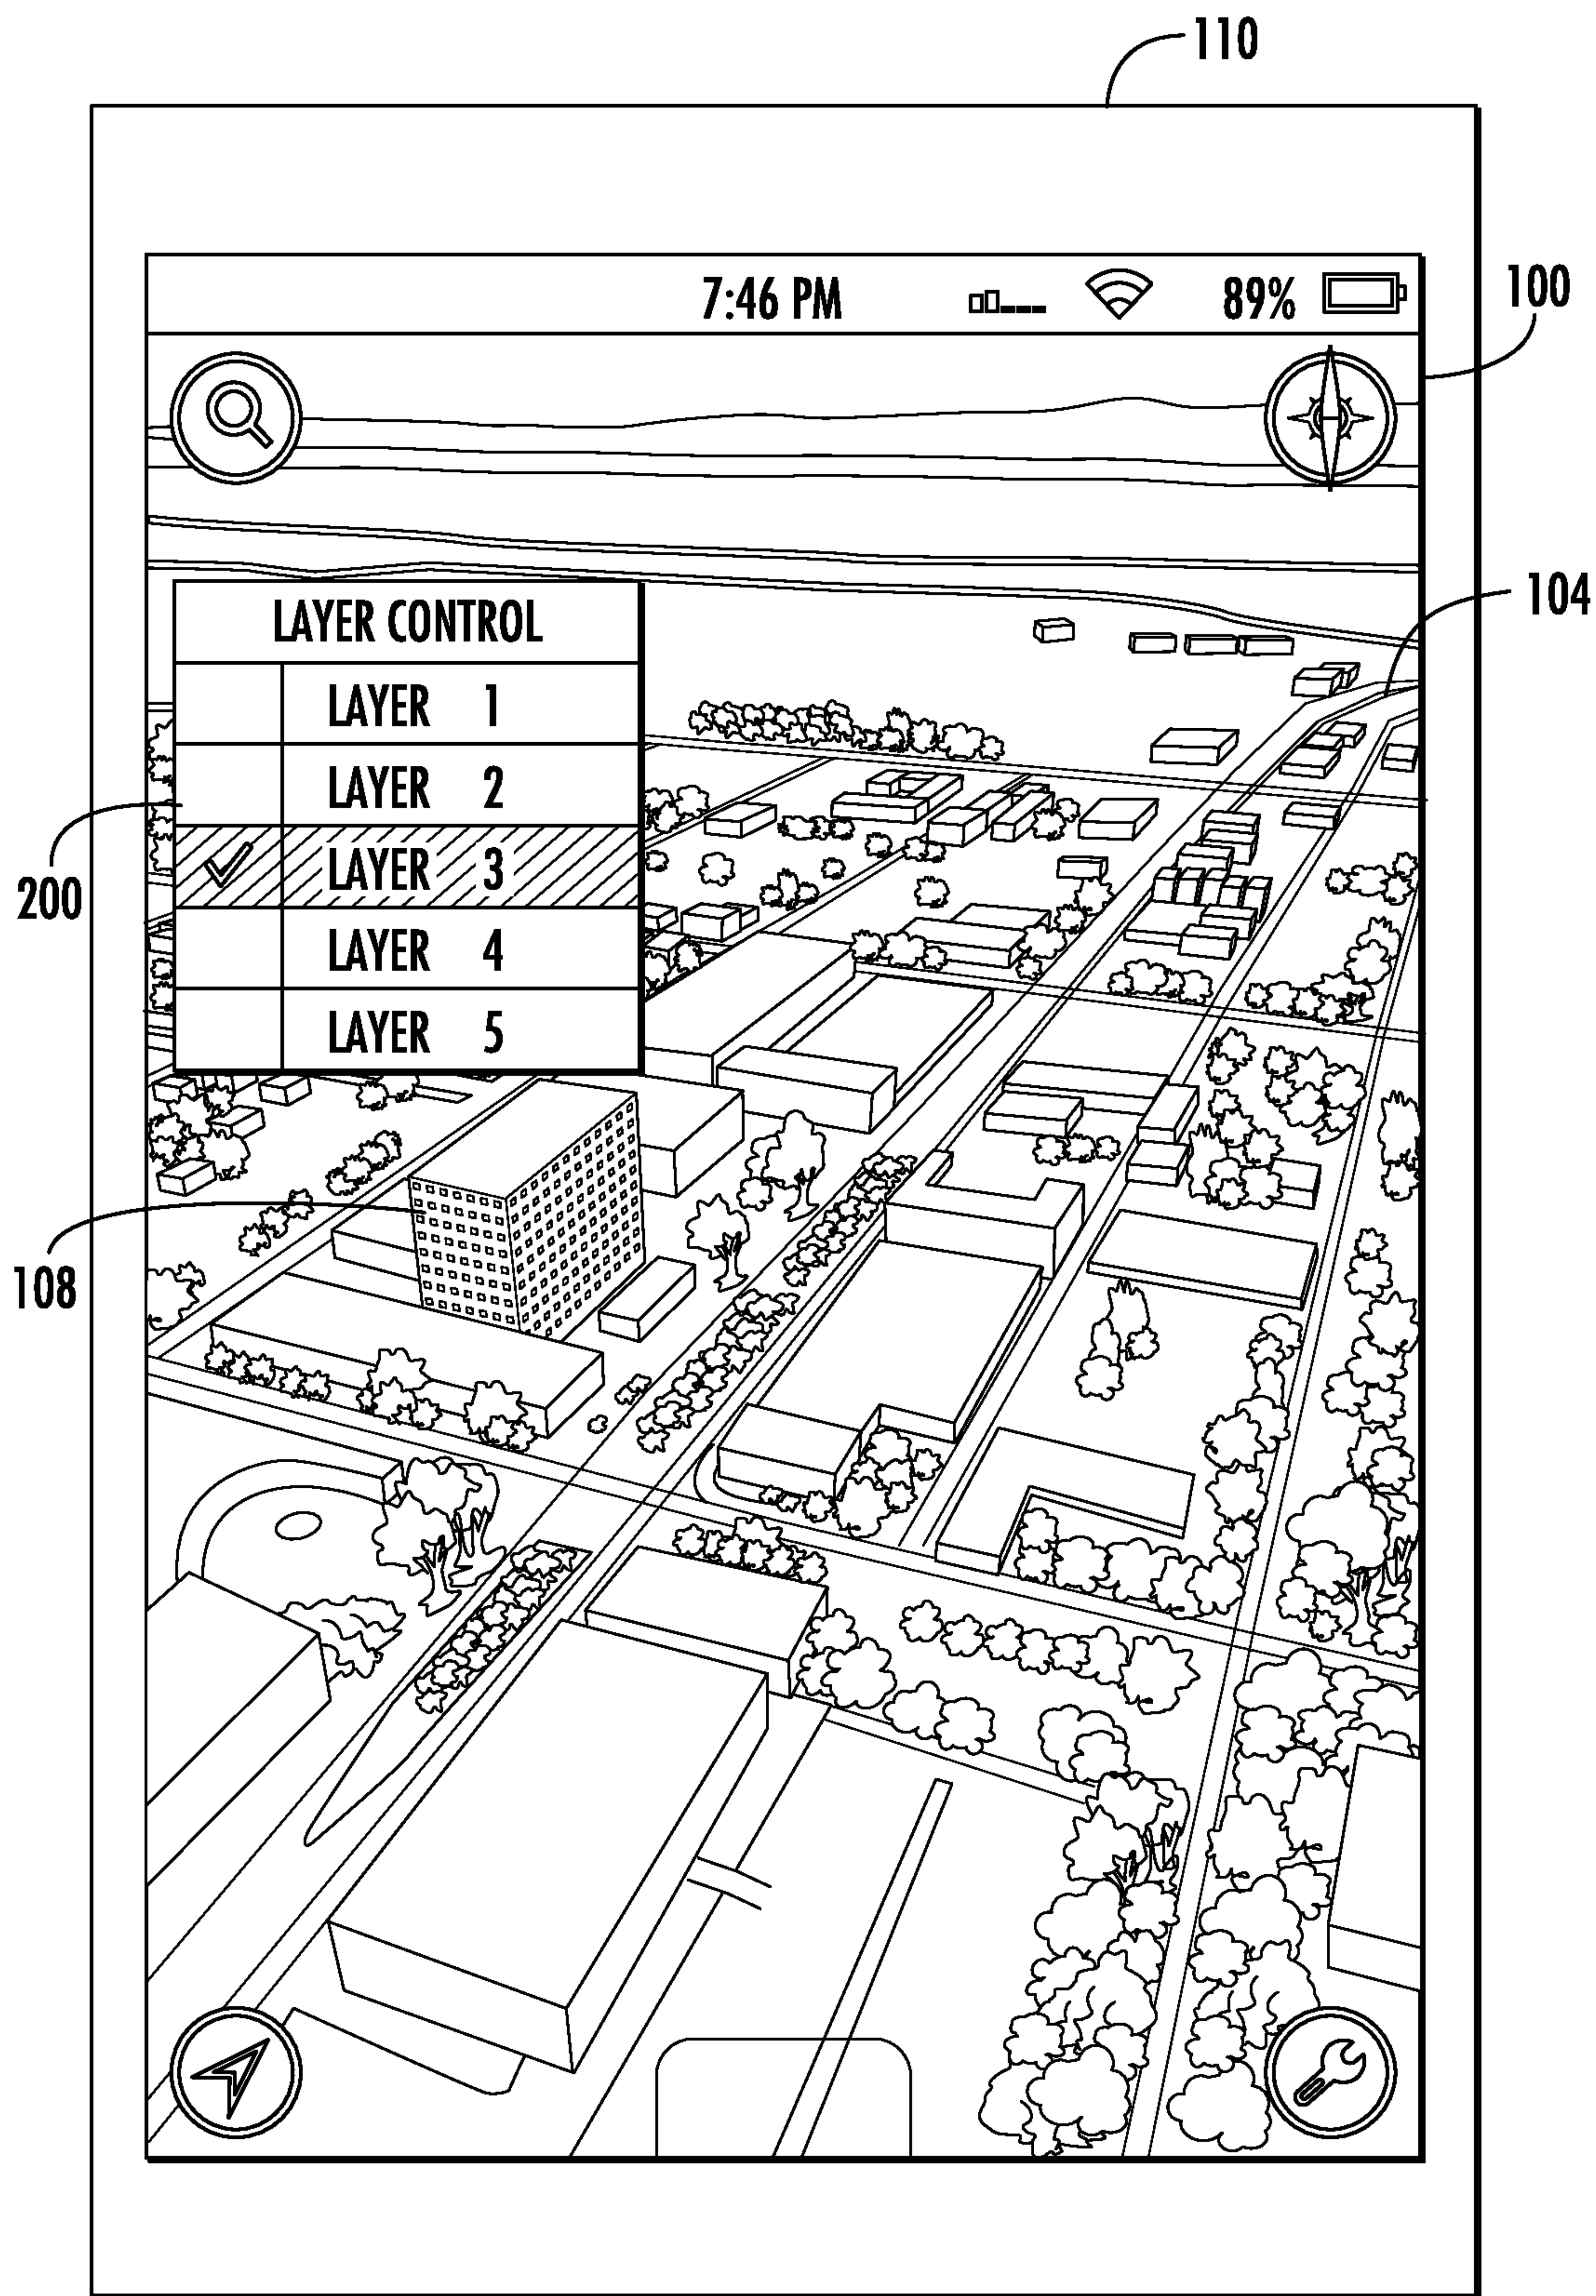 110
7:46 PM 89%
100
104
LAYER CONTROL
LAYER 1
LAYER 2
LAYER 3
LAYER 4
LAYER 5
200
108